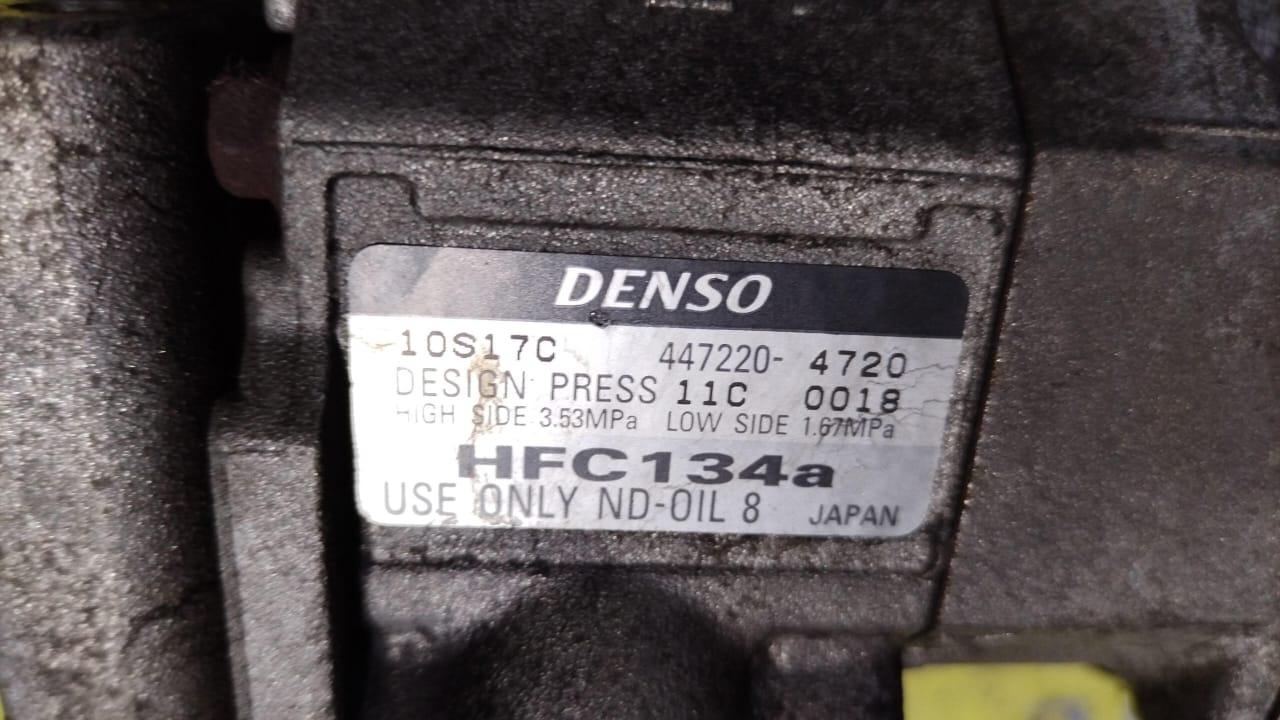 DENSO
10S17C 447220- 4720
DESIGN PRESS 11C 0018
HIGH SIDE 3.53MPa LOW SIDE 1.67MPa
HFC134a
USE ONLY ND-OIL 8 JAPAN